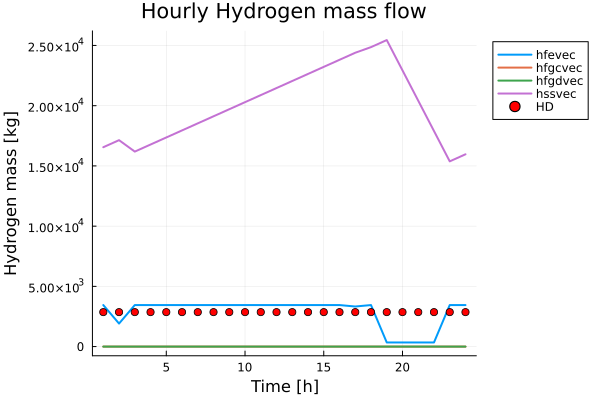 Hourly Hydrogen mass flow
Hydrogen mass [kg]
2.50×10⁴
2.00×10⁴
1.50×10⁴
1.00×10⁴
5.00×10³
0
5 10 15 20
Time [h]
hfevec
hfgcvec
hfgdvec
hssvec
HD